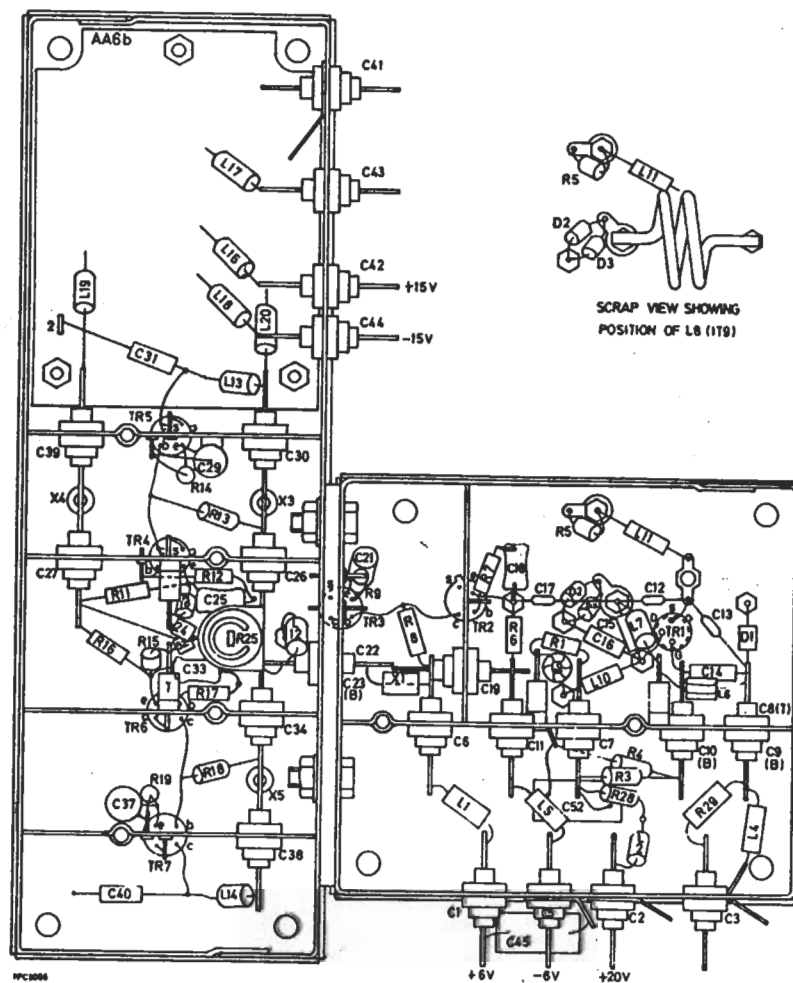 AA6b
C41
L17
C43
R5
L11
D2
D3
L16
C42
+15V
L18
C44
-15V
SCRAP VIEW SHOWING
POSITION OF L8 (1T9)
L19
L20
2
C31
L13
TR5
C39
C29
C30
R14
X4
R13
X3
R5
L11
TR4
C27
R12
C26
C21
R9
R7
C18
C17
C12
R11
C25
TR3
TR2
C13
R8
R6
C15
L7
TR1
D1
R15
R16
R25
R1
C16
C33
C22
L10
C14
R17
C23
(B)
X1
C19
L6
C34
C8(T)
TR6
C6
C11
C7
C10
(B)
C9
(B)
R19
R18
X5
R4
R3
C37
R28
L1
L5
C52
R29
L4
TR7
C38
C40
L14
C1
C2
C3
C45
+6V
-6V
+20V